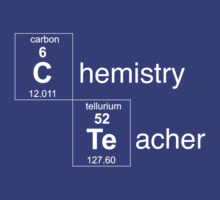 carbon
6
C hemistry
12.011
tellurium
52
Te acher
127.60